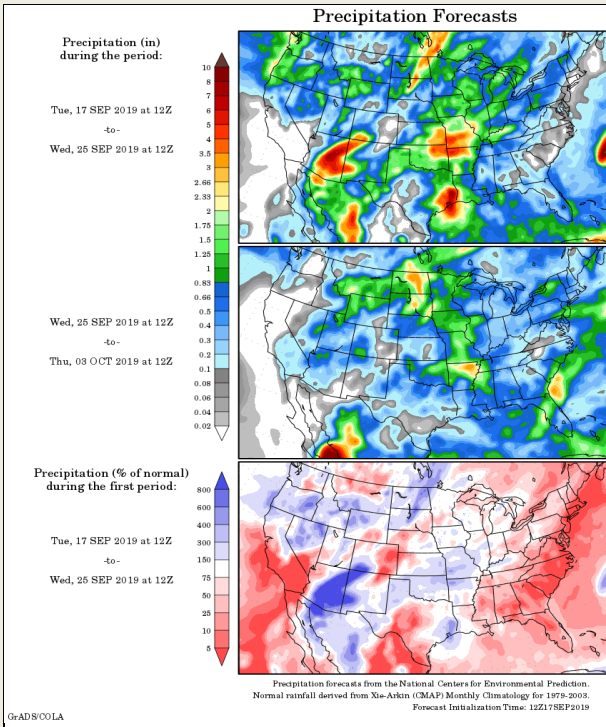 Precipitation Forecasts
Precipitation (in)
during the period:
Tue, 17 SEP 2019 at 12Z
-to-
Wed, 25 SEP 2019 at 12Z
10
8
7
6
5
4
3.5
3
2.66
2.33
2
1.75
1.5
1.25
1
0.83
0.66
0.5
0.4
0.3
0.2
0.1
0.08
0.06
0.04
0.02
Wed, 25 SEP 2019 at 12Z
-to-
Thu, 03 OCT 2019 at 12Z
Precipitation (% of normal)
during the first period:
Tue, 17 SEP 2019 at 12Z
-to-
Wed, 25 SEP 2019 at 12Z
800
600
400
300
150
75
50
25
10
5
Precipitation forecasts from the National Centers for Environmental Prediction.
Normal rainfall derived from Xie-Arkin (CMAP) Monthly Climatology for 1979-2003.
Forecast Initialization Time: 12Z17SEP2019
GrADS/COLA